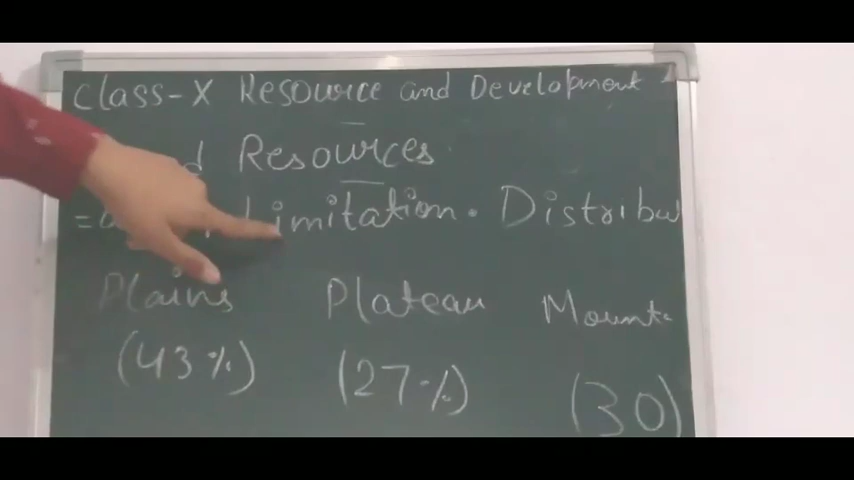 Class-X Resource and Development
Resources
Limitation. Distribu
Plains Plateau Mounta
(43%) (27%) (30)